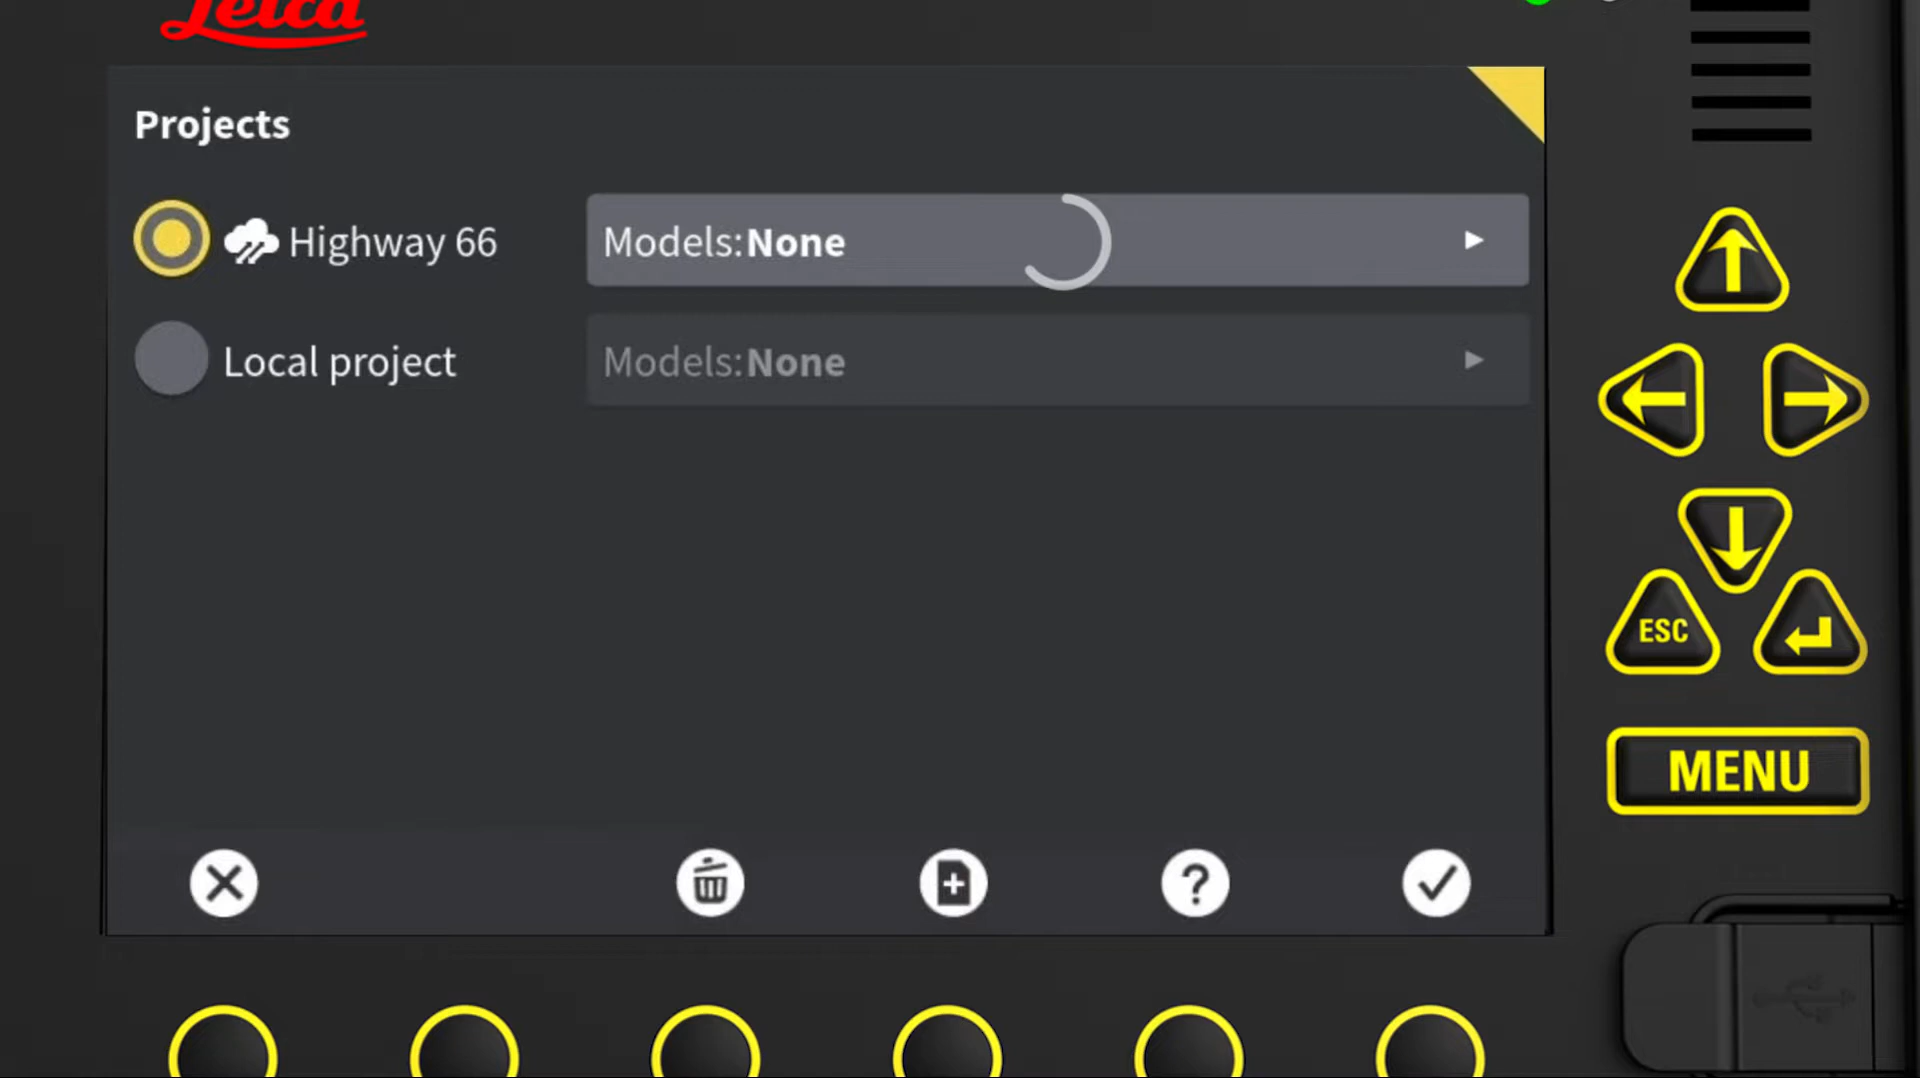 Leica
Projects
Highway 66
Models:None
Local project
Models:None
ESC
MENU